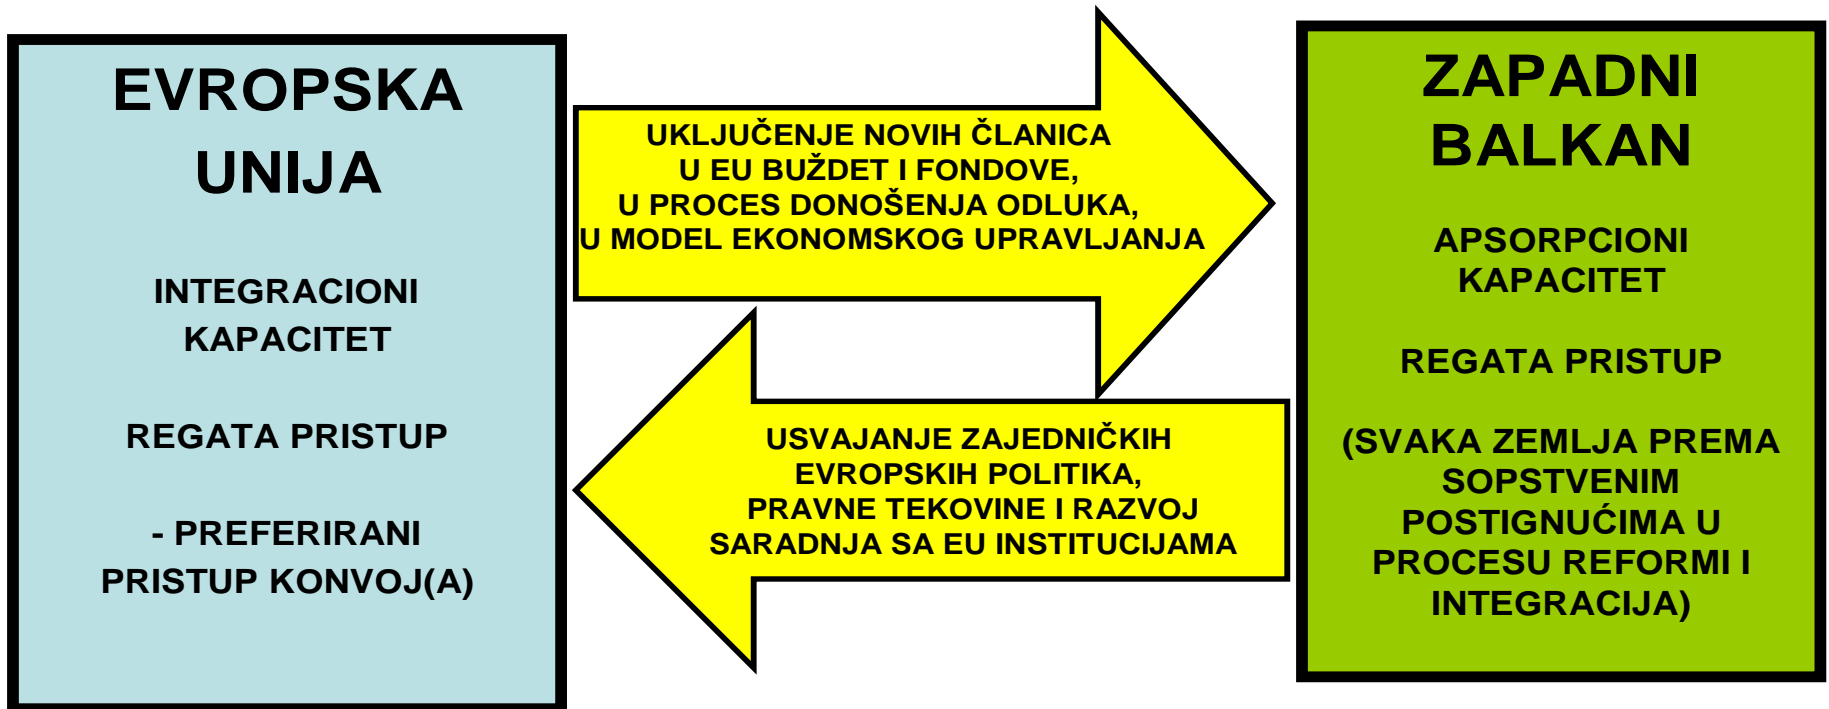 EVROPSKA
UNIJA
INTEGRACIONI
KAPACITET
REGATA PRISTUP
- PREFERIRANI
PRISTUP KONVOJ(A)
UKLJUČENJE NOVIH ČLANICA
U EU BUŽDET I FONDOVE,
U PROCES DONOŠENJA ODLUKA,
U MODEL EKONOMSKOG UPRAVLJANJA
USVAJANJE ZAJEDNIČKIH
EVROPSKIH POLITIKA,
PRAVNE TEKOVINE I RAZVOJ
SARADNJA SA EU INSTITUCIJAMA
ZAPADNI
BALKAN
APSORPCIONI
KAPACITET
REGATA PRISTUP
(SVAKA ZEMLJA PREMA
SOPSTVENIM
POSTIGNUĆIMA U
PROCESU REFORMI I
INTEGRACIJA)